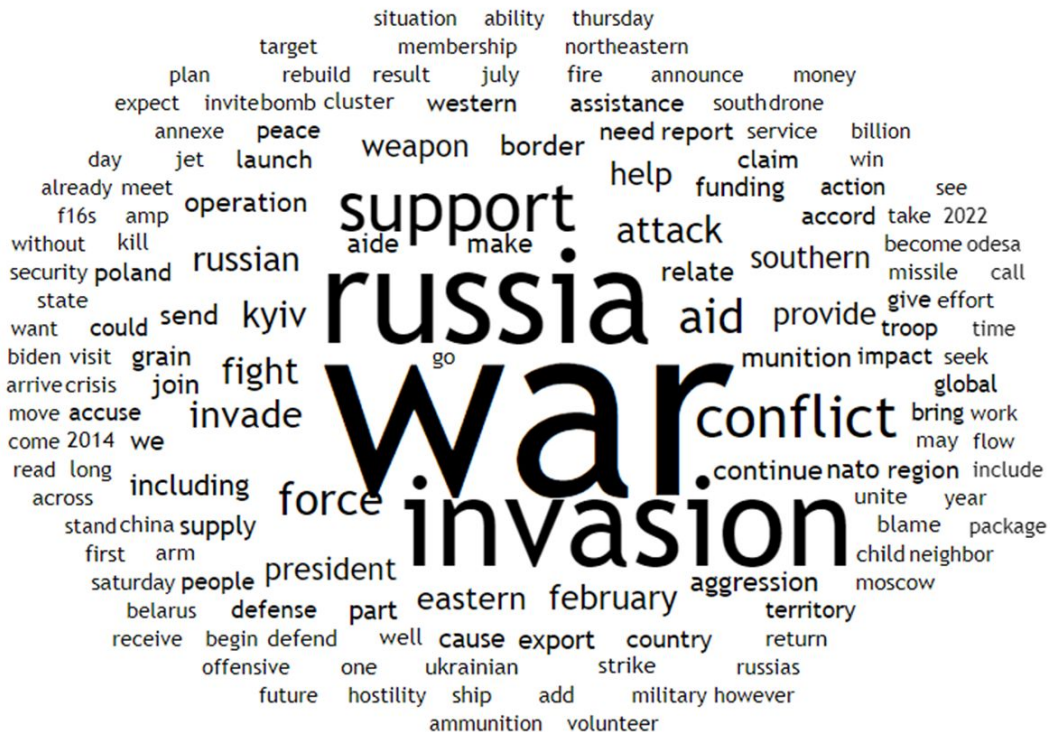 situation ability thursday
target membership northeastern
plan rebuild result july fire announce money
expect invite bomb cluster western assistance south drone
annexe peace weapon border need report service billion
day jet launch help claim win
already meet operation support funding action see
f16s amp attack accord take 2022
without kill russian aide make southern become odesa
security poland russia relate missile call
state send kyiv aid provide give effort
want could troop time
biden visit grain fight go munition impact seek
arrive crisis join war global
move accuse invade conflict bring work
come 2014 we may flow
read long including continue nato region include
across force invasion unite year
stand china supply blame package
first arm president child neighbor
saturday people eastern february aggression moscow
belarus defense part territory
receive begin defend well cause export country return
offensive one ukrainian strike russias
future hostility ship add military however
ammunition volunteer